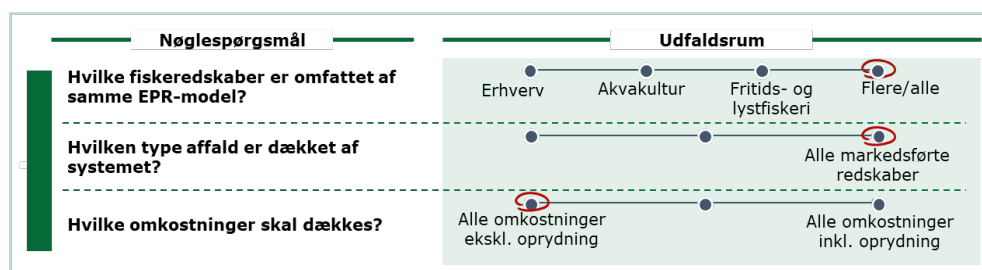 Nøglespørgsmål
Udfaldsrum
Hvilke fiskeredskaber er omfattet af
samme EPR-model?
Erhverv
Akvakultur
Fritids- og
lystfiskeri
Flere/alle
Hvilken type affald er dækket af
systemet?
Alle markedsførte
redskaber
Hvilke omkostninger skal dækkes?
Alle omkostninger
ekskl. oprydning
Alle omkostninger
inkl. oprydning